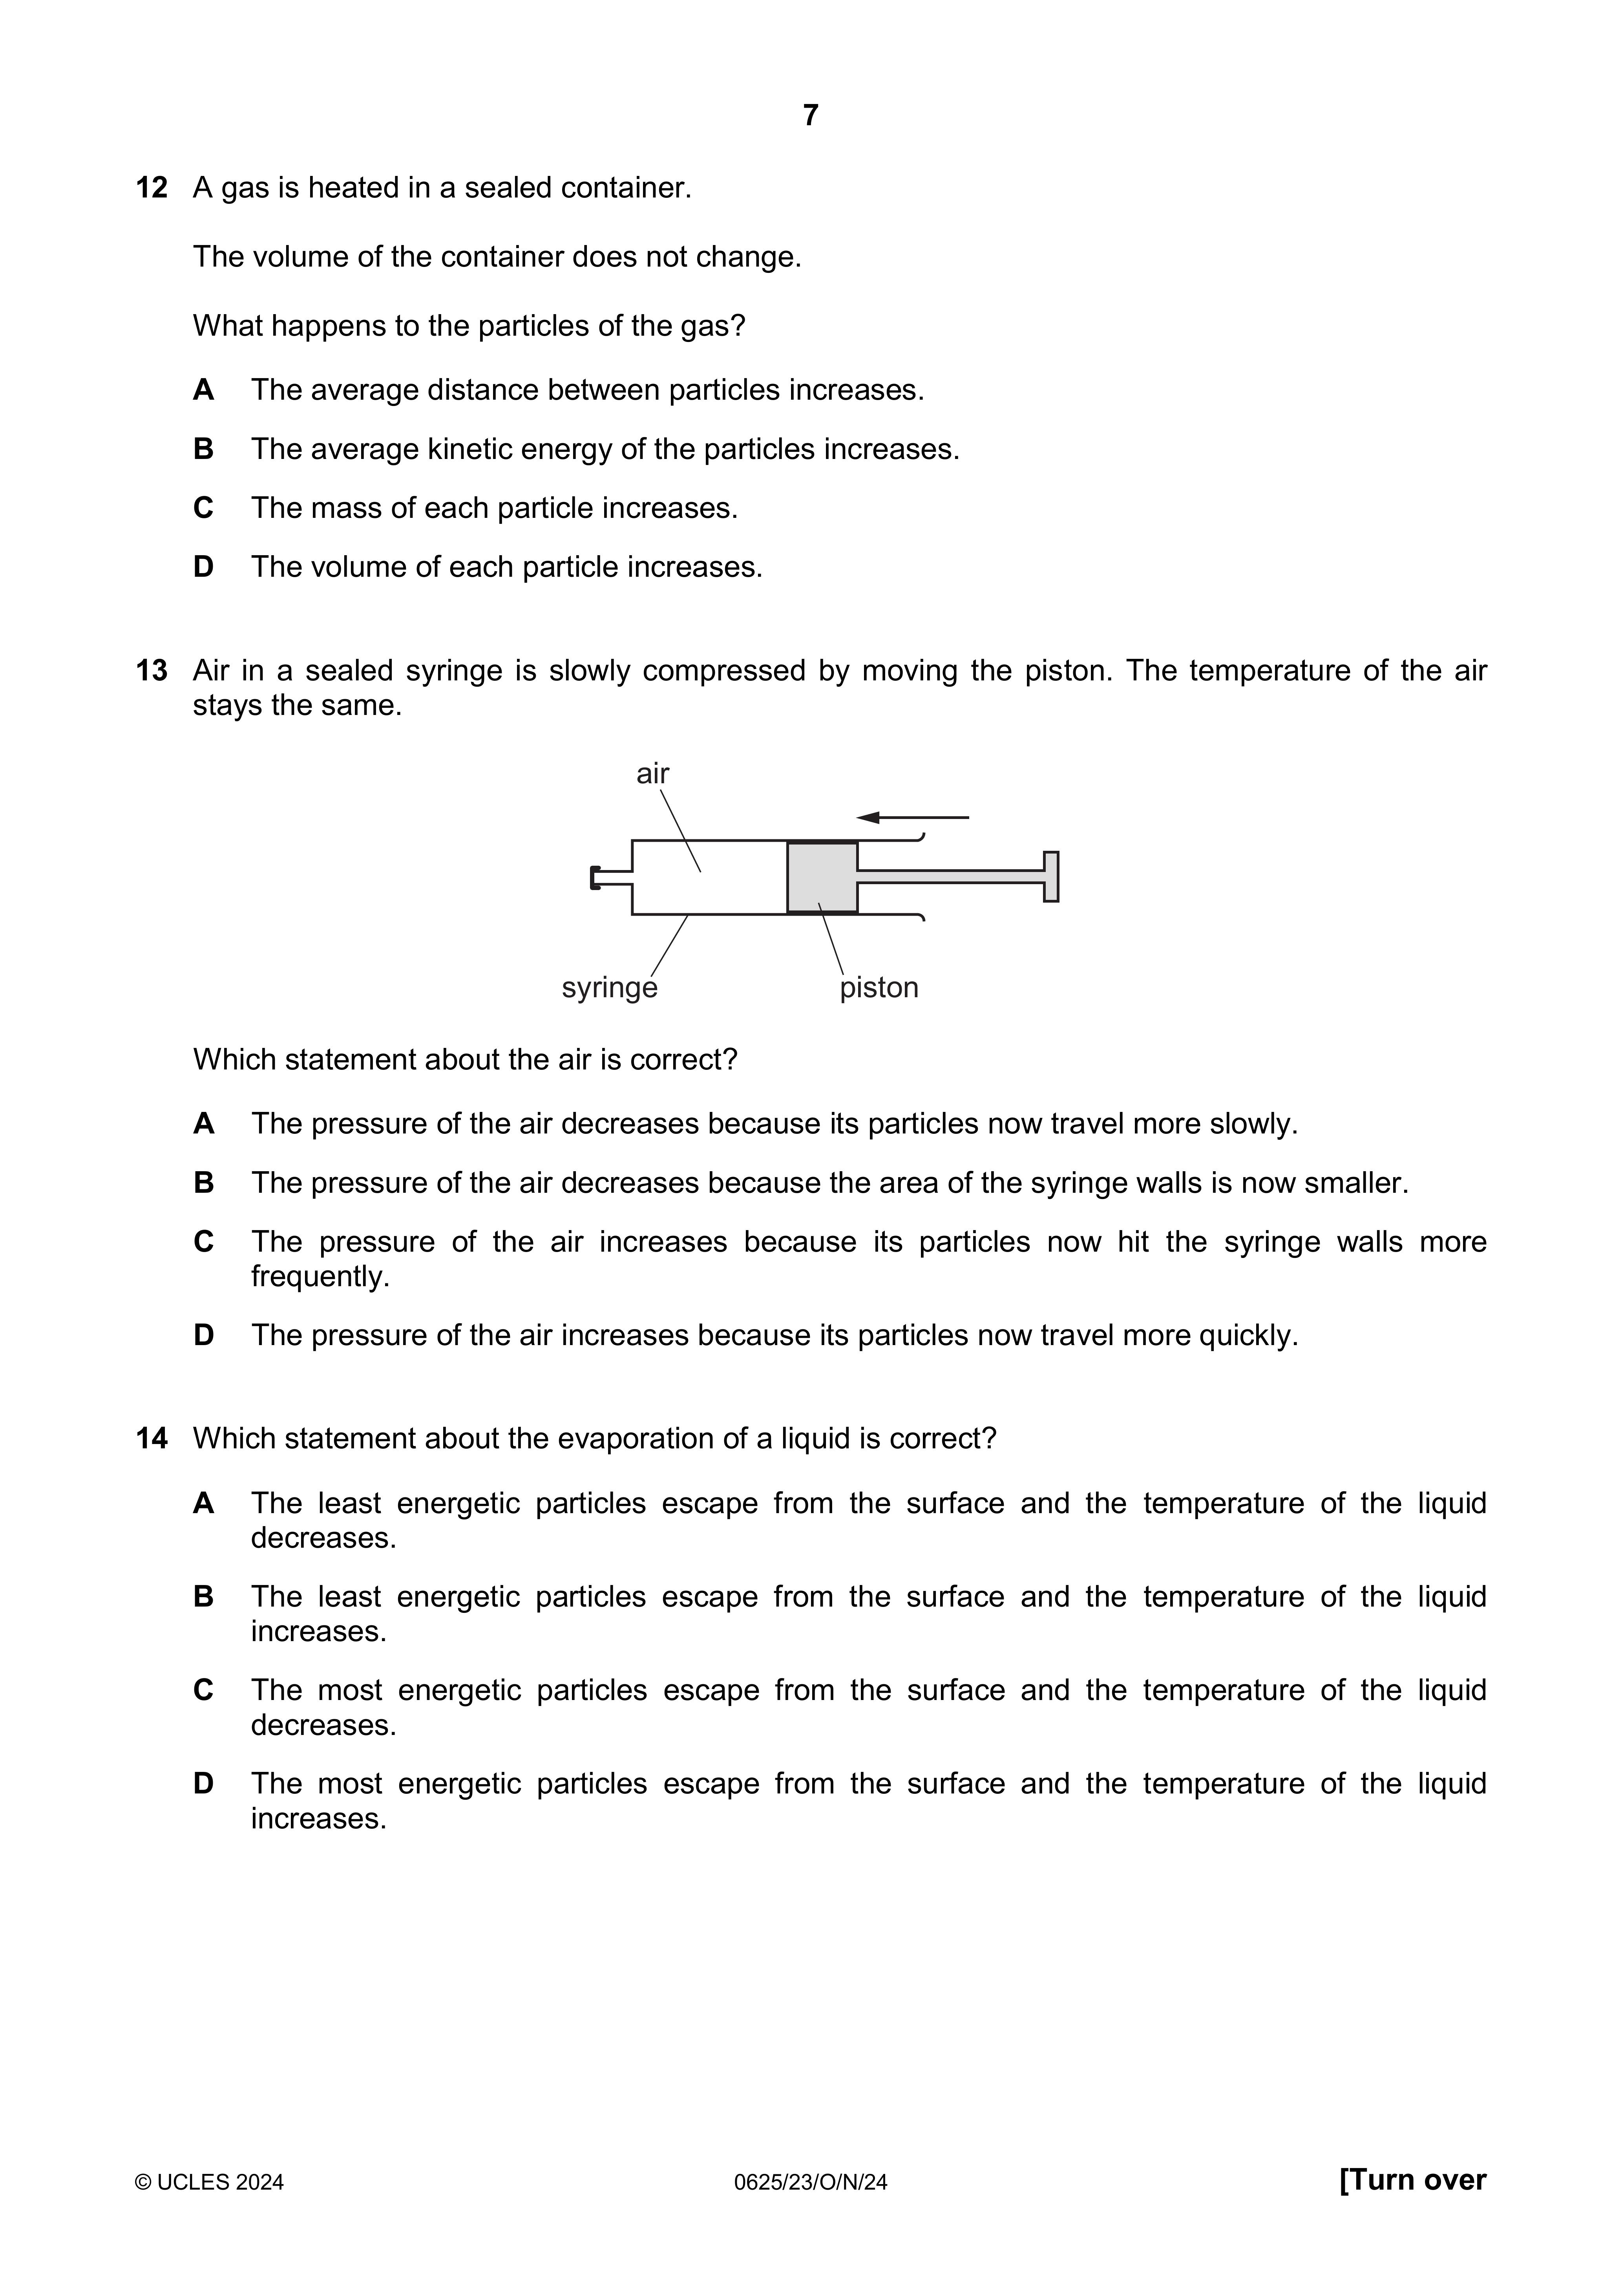 7
12 A gas is heated in a sealed container.
The volume of the container does not change.
What happens to the particles of the gas?
A The average distance between particles increases.
B The average kinetic energy of the particles increases.
C The mass of each particle increases.
D The volume of each particle increases.
13 Air in a sealed syringe is slowly compressed by moving the piston. The temperature of the air
stays the same.
air
syringe
piston
Which statement about the air is correct?
A The pressure of the air decreases because its particles now travel more slowly.
B The pressure of the air decreases because the area of the syringe walls is now smaller.
C The pressure of the air increases because its particles now hit the syringe walls more
frequently.
D The pressure of the air increases because its particles now travel more quickly.
14 Which statement about the evaporation of a liquid is correct?
A The least energetic particles escape from the surface and the temperature of the liquid
decreases.
B The least energetic particles escape from the surface and the temperature of the liquid
increases.
C The most energetic particles escape from the surface and the temperature of the liquid
decreases.
D The most energetic particles escape from the surface and the temperature of the liquid
increases.
© UCLES 2024
0625/23/O/N/24
[Turn over